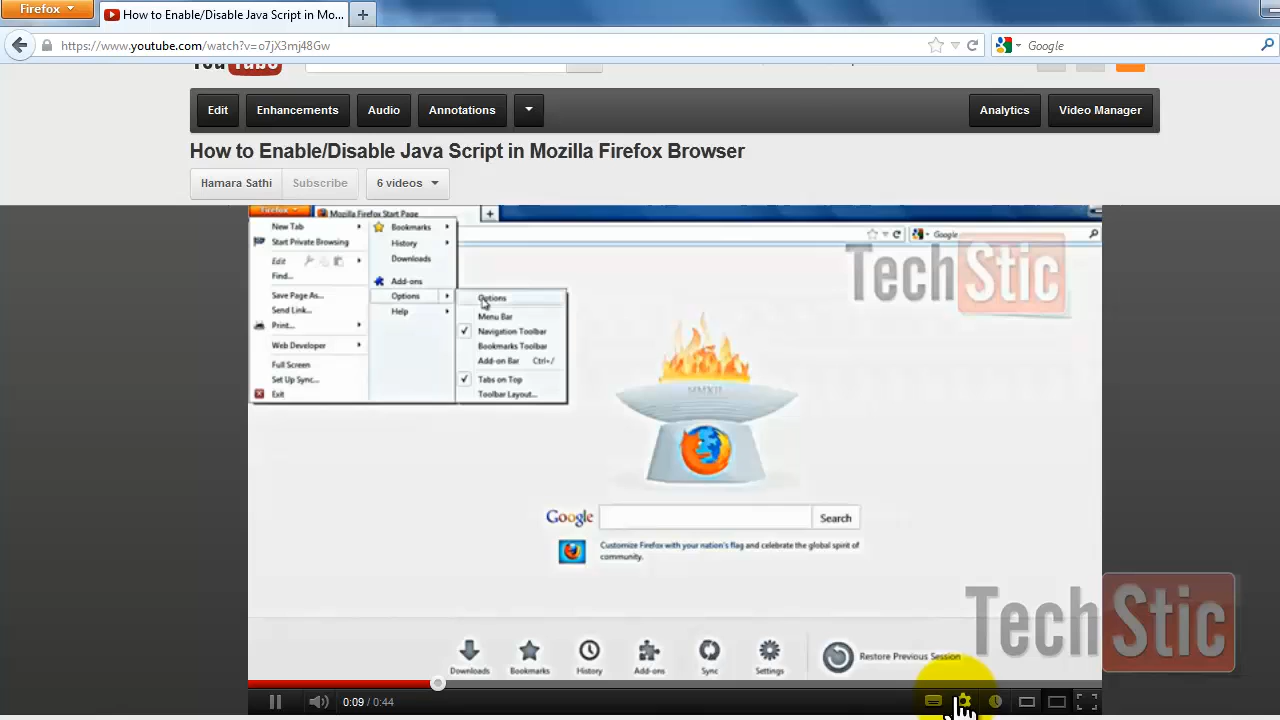 Firefox
How to Enable/Disable Java Script in Mo...
https://www.youtube.com/watch?v=o7jX3mjH8Gw
Google
YouTube
Edit
Enhancements
Audio
Annotations
Analytics
Video Manager
How to Enable/Disable Java Script in Mozilla Firefox Browser
Hamara Sathi
Subscribe
6 videos
Firefox
Mozilla Firefox Start Page
New Tab
Start Private Browsing
Edit
Find...
Save Page As...
Send Link...
Print...
Web Developer
Full Screen
Set Up Sync...
Exit
Bookmarks
History
Downloads
Add-ons
Options
Help
Options
Menu Bar
Navigation Toolbar
Bookmarks Toolbar
Add-on Bar Ctrl+/
Tabs on Top
Toolbar Layout...
Google
TechStic
MMXII
Google
Search
Customize Firefox with your nation's flag and celebrate the global spirit of
community.
Downloads
Bookmarks
History
Add-ons
Sync
Settings
Restore Previous Session
TechStic
0:09 / 0:44